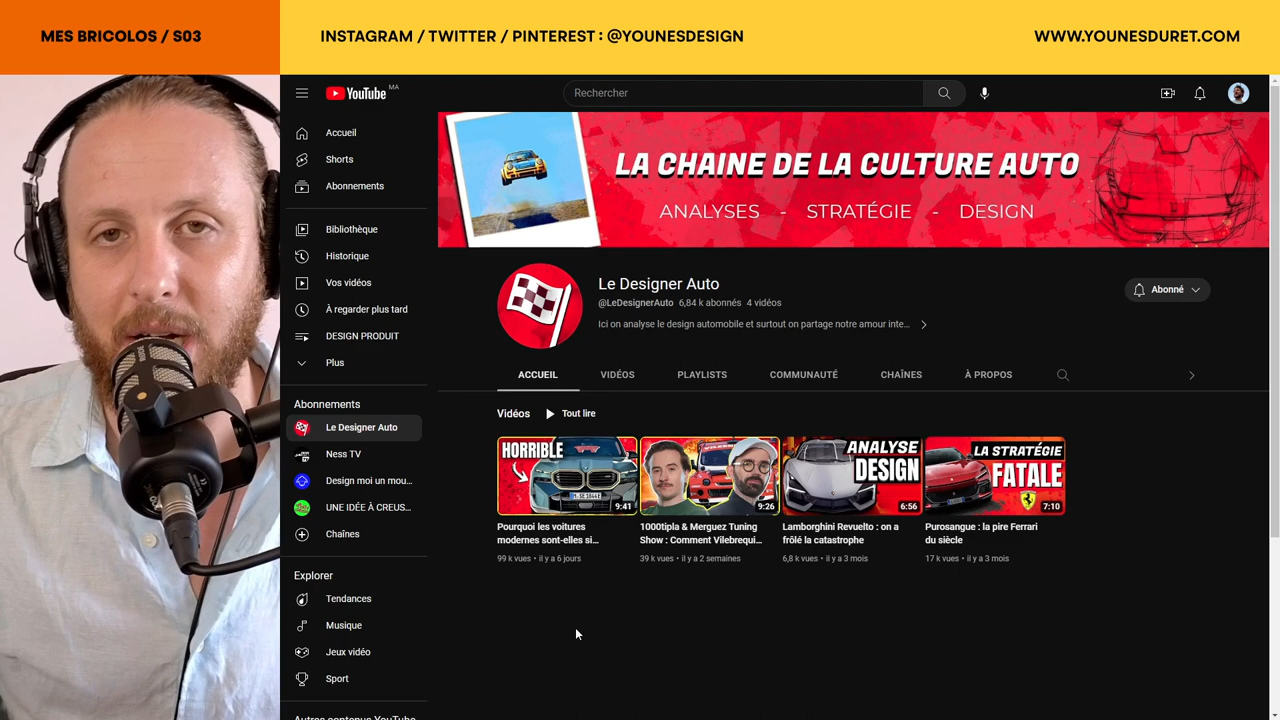 MES BRICOLOS / S03
INSTAGRAM / TWITTER / PINTEREST : @YOUNESDESIGN
WWW.YOUNESDURET.COM
YouTube MA
Rechercher
Accueil
Shorts
Abonnements
Bibliothèque
Historique
Vos vidéos
À regarder plus tard
DESIGN PRODUIT
Plus
Abonnements
Le Designer Auto
Ness TV
Design moi un mou...
UNE IDÉE À CREUS...
Chaînes
Explorer
Tendances
Musique
Jeux vidéo
Sport
Autres contenus YouTube
LA CHAINE DE LA CULTURE AUTO
ANALYSES - STRATÉGIE - DESIGN
Le Designer Auto
@LeDesignerAuto 6,84 k abonnés 4 vidéos
Ici on analyse le design automobile et surtout on partage notre amour inte...
Abonné
ACCUEIL VIDÉOS PLAYLISTS COMMUNAUTÉ CHAÎNES À PROPOS
Vidéos Tout lire
HORRIBLE
9:41
Pourquoi les voitures
modernes sont-elles si...
99 k vues • il y a 6 jours
9:26
1000tipla & Merguez Tuning
Show : Comment Vilebrequi...
39 k vues • il y a 2 semaines
ANALYSE
DESIGN
6:56
Lamborghini Revuelto : on a
frôlé la catastrophe
6,8 k vues • il y a 3 mois
LA STRATÉGIE
FATALE
7:10
Purosangue : la pire Ferrari
du siècle
17 k vues • il y a 3 mois